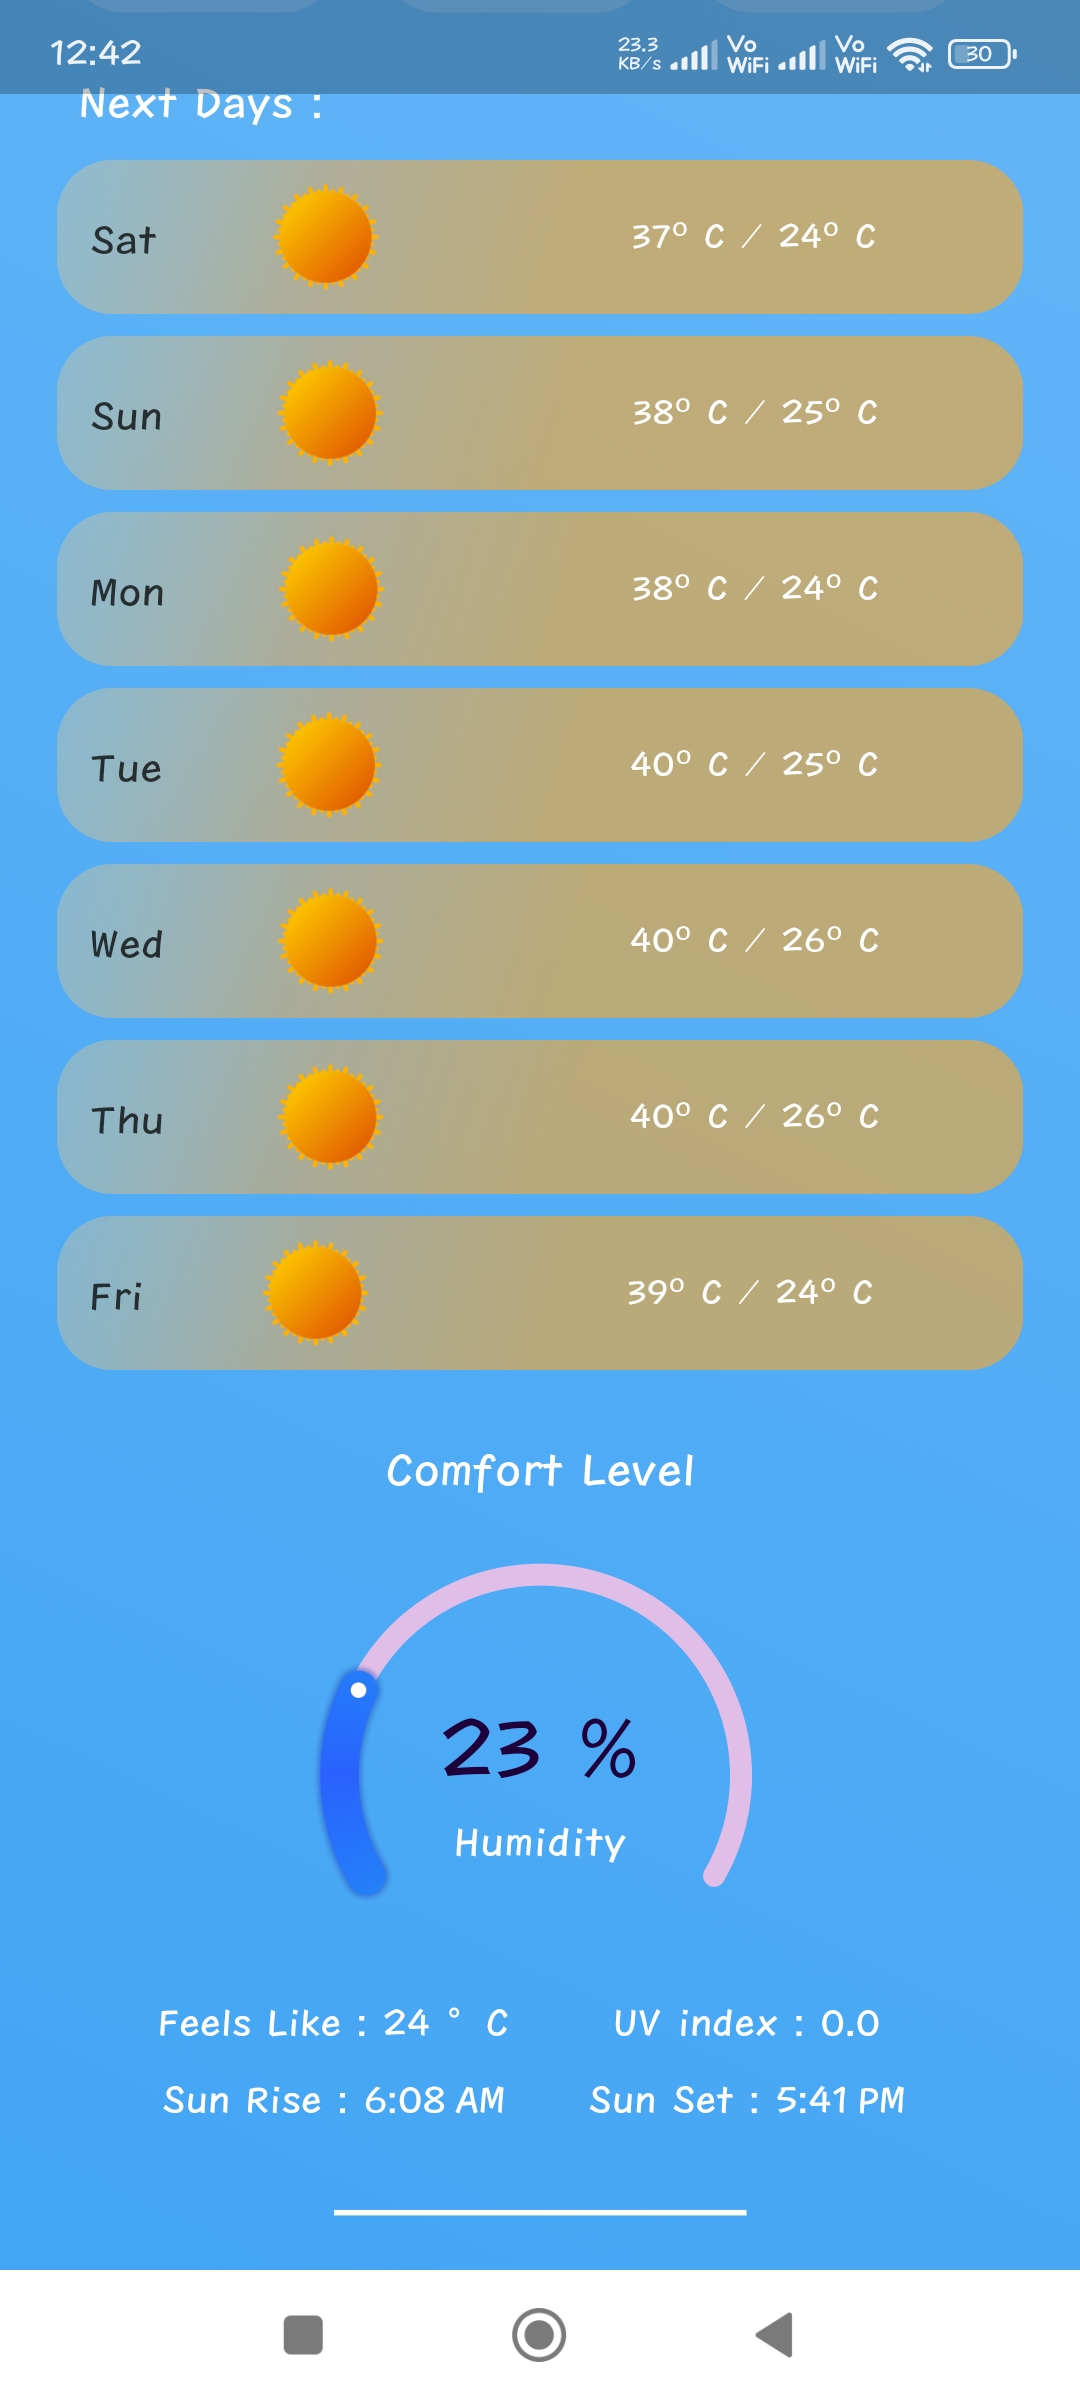 12:42
23.3
KB/s
Vo
WiFi
Vo
WiFi
30
Next Days :
Sat 37° C / 24° C
Sun 38° C / 25° C
Mon 38° C / 24° C
Tue 40° C / 25° C
Wed 40° C / 26° C
Thu 40° C / 26° C
Fri 39° C / 24° C
Comfort Level
23 %
Humidity
Feels Like : 24 ° C UV index : 0.0
Sun Rise : 6:08 AM Sun Set : 5:41 PM